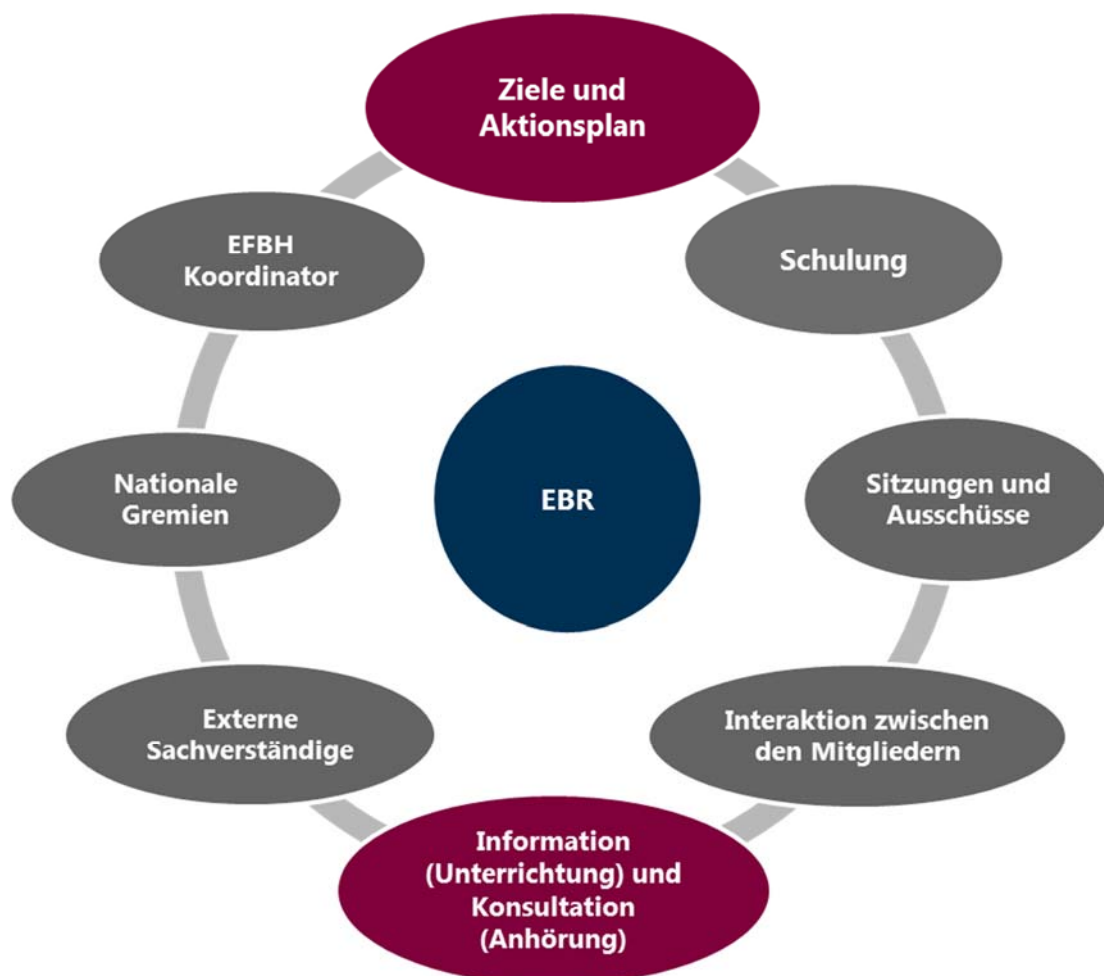 Ziele und
Aktionsplan
EFBH
Koordinator
Schulung
Nationale
Gremien
EBR
Sitzungen und
Ausschüsse
Externe
Sachverständige
Interaktion zwischen
den Mitgliedern
Information
(Unterrichtung) und
Konsultation
(Anhörung)